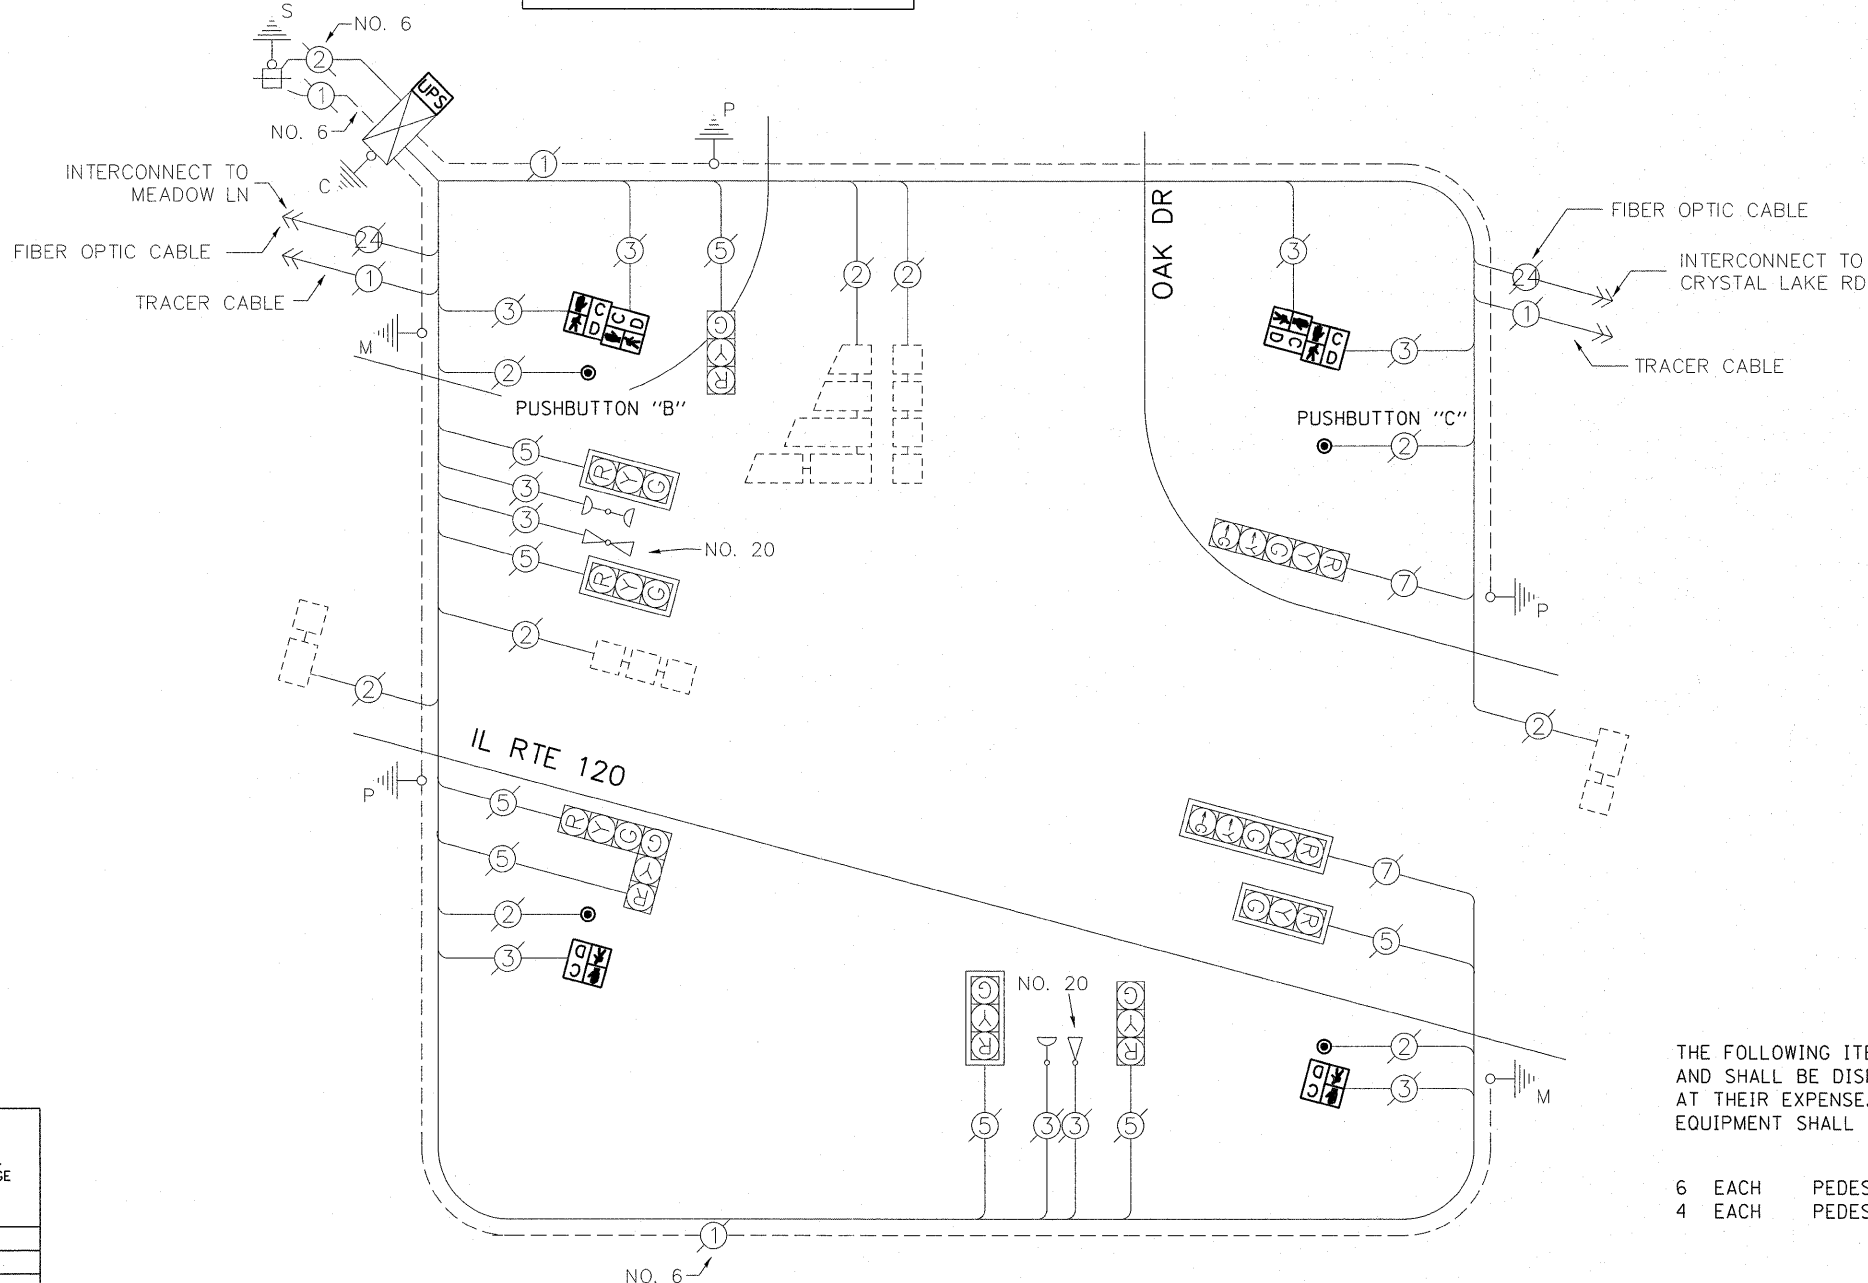 S
NO. 6
2
UPS
1
NO. 6
P
1
INTERCONNECT TO
MEADOW LN
C
FIBER OPTIC CABLE
24
1
TRACER CABLE
3
5
2
2
OAK DR
3
FIBER OPTIC CABLE
24
INTERCONNECT TO
CRYSTAL LAKE RD
1
TRACER CABLE
3
C
D
C
D
G
Y
R
M
2
PUSHBUTTON "B"
D
C
C
D
3
PUSHBUTTON "C"
2
5
R Y G
3
3
NO. 20
5
R Y G
G Y G Y R
7
P
2
2
2
IL RTE 120
P
5
R Y G G
Y
R
5
2
3
C D
G Y G Y R
7
G Y R
5
G
Y
R
NO. 20
G
Y
R
5
3
3
5
2
3
C D
M
1
NO. 6
THE FOLLOWING ITE
AND SHALL BE DIS
AT THEIR EXPENSE.
EQUIPMENT SHALL
6 EACH PEDES
4 EACH PEDES
GE